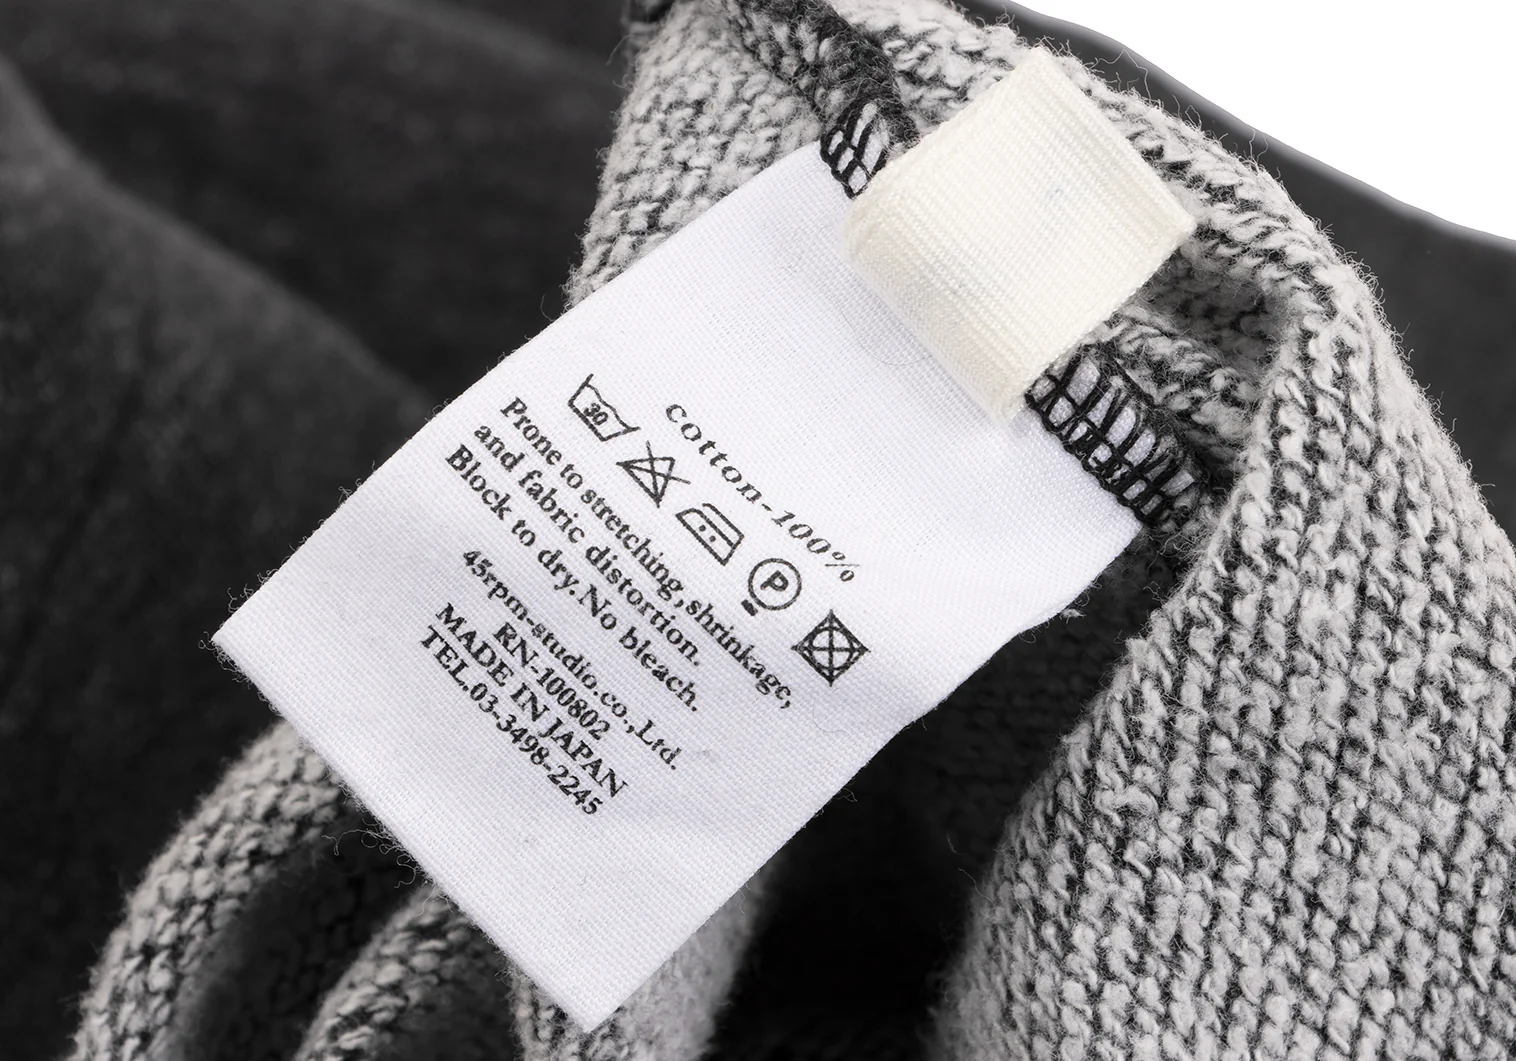 cotton-100%
30
P
Prone to stretching, shrinkage,
and fabric distortion.
Block to dry. No bleach.
45rpm-studio.co.,Ltd.
RN-100802
MADE IN JAPAN
TEL.03-3498-2245